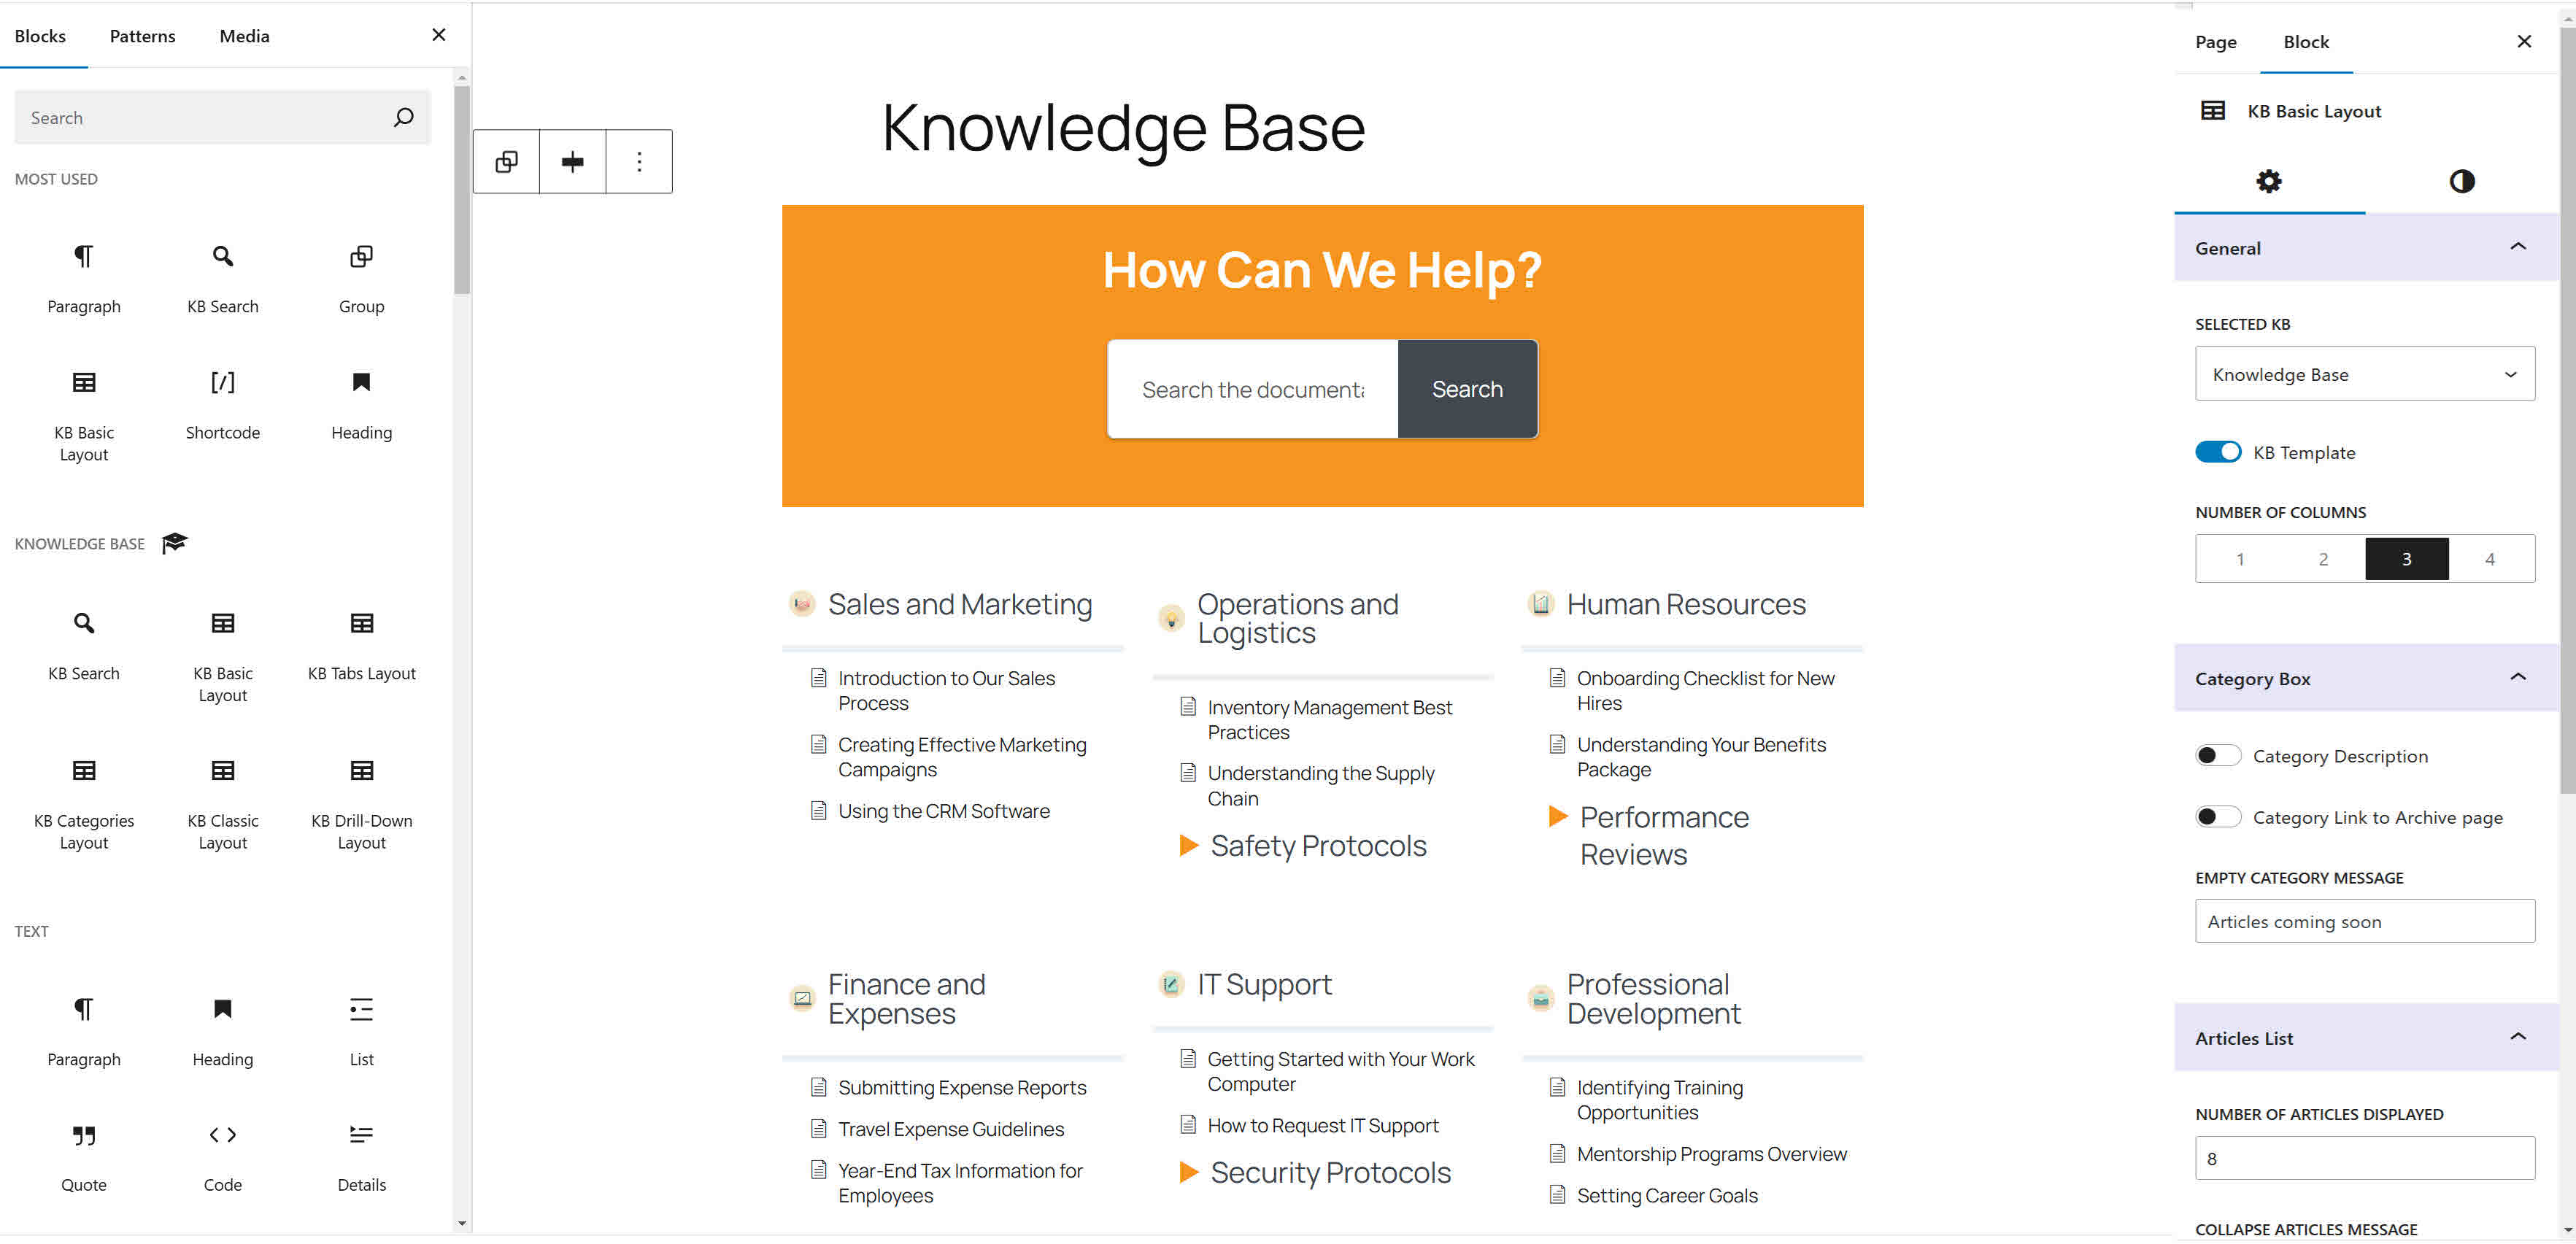 Blocks
Patterns
Media
Search
MOST USED
Paragraph
KB Search
Group
KB Basic
Layout
Shortcode
Heading
KNOWLEDGE BASE
KB Search
KB Basic
Layout
KB Tabs Layout
KB Categories
Layout
KB Classic
Layout
KB Drill-Down
Layout
TEXT
Paragraph
Heading
List
Quote
Code
Details
Knowledge Base
How Can We Help?
Search the documenta
Search
Sales and Marketing
Introduction to Our Sales
Process
Creating Effective Marketing
Campaigns
Using the CRM Software
Operations and
Logistics
Inventory Management Best
Practices
Understanding the Supply
Chain
Safety Protocols
Human Resources
Onboarding Checklist for New
Hires
Understanding Your Benefits
Package
Performance
Reviews
Finance and
Expenses
Submitting Expense Reports
Travel Expense Guidelines
Year-End Tax Information for
Employees
IT Support
Getting Started with Your Work
Computer
How to Request IT Support
Security Protocols
Professional
Development
Identifying Training
Opportunities
Mentorship Programs Overview
Setting Career Goals
Page
Block
KB Basic Layout
General
SELECTED KB
Knowledge Base
KB Template
NUMBER OF COLUMNS
1 2 3 4
Category Box
Category Description
Category Link to Archive page
EMPTY CATEGORY MESSAGE
Articles coming soon
Articles List
NUMBER OF ARTICLES DISPLAYED
8
COLLAPSE ARTICLES MESSAGE